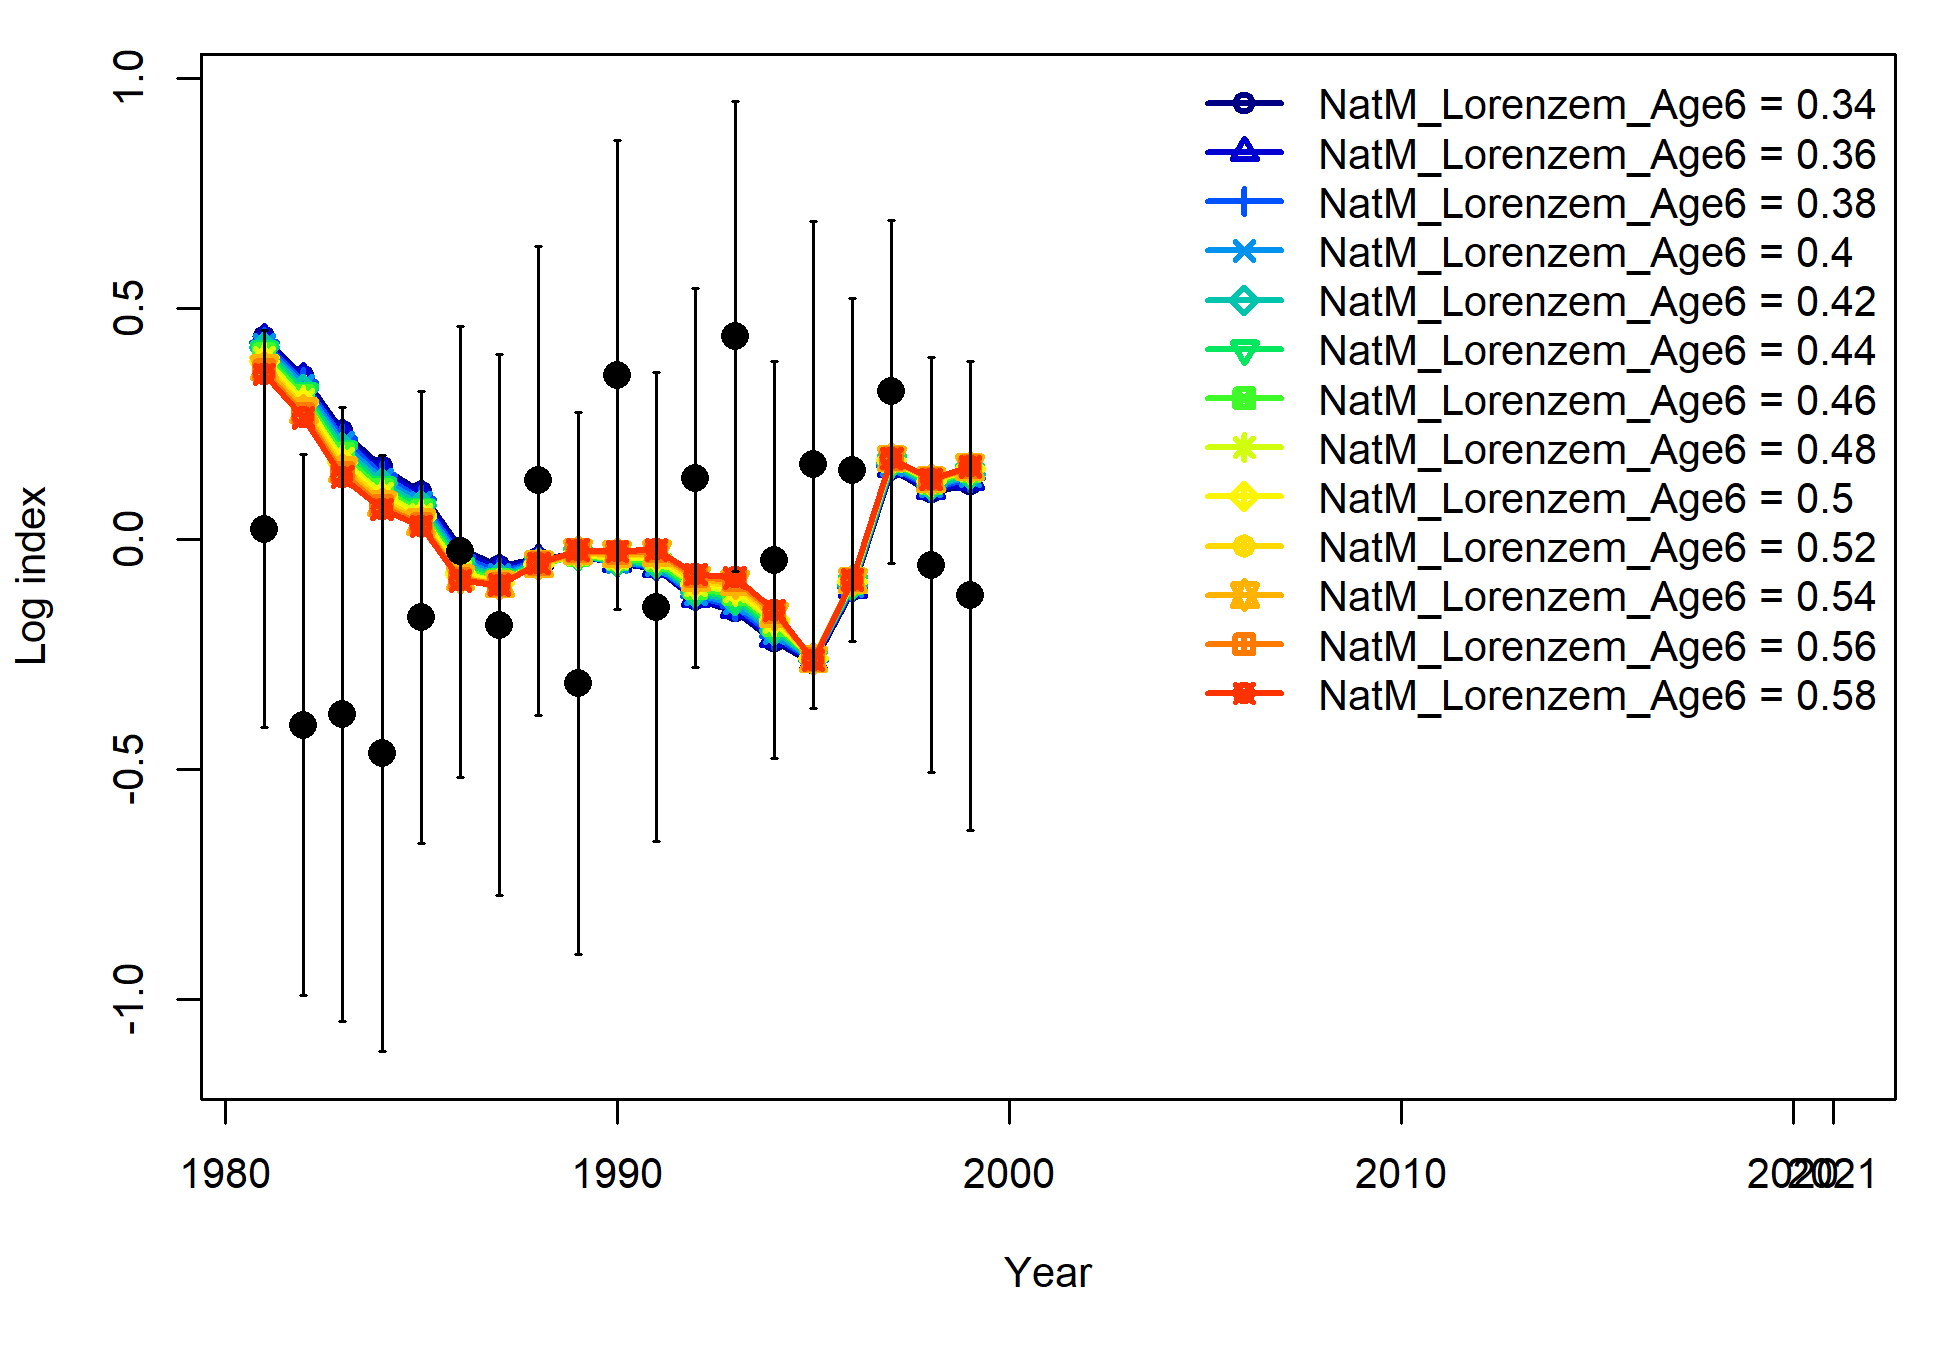 1.0
0.5
0.0
-0.5
-1.0
Log index
NatM_Lorenzem_Age6 = 0.34
NatM_Lorenzem_Age6 = 0.36
NatM_Lorenzem_Age6 = 0.38
NatM_Lorenzem_Age6 = 0.4
NatM_Lorenzem_Age6 = 0.42
NatM_Lorenzem_Age6 = 0.44
NatM_Lorenzem_Age6 = 0.46
NatM_Lorenzem_Age6 = 0.48
NatM_Lorenzem_Age6 = 0.5
NatM_Lorenzem_Age6 = 0.52
NatM_Lorenzem_Age6 = 0.54
NatM_Lorenzem_Age6 = 0.56
NatM_Lorenzem_Age6 = 0.58
1980 1990 2000 2010 2020 2021
Year